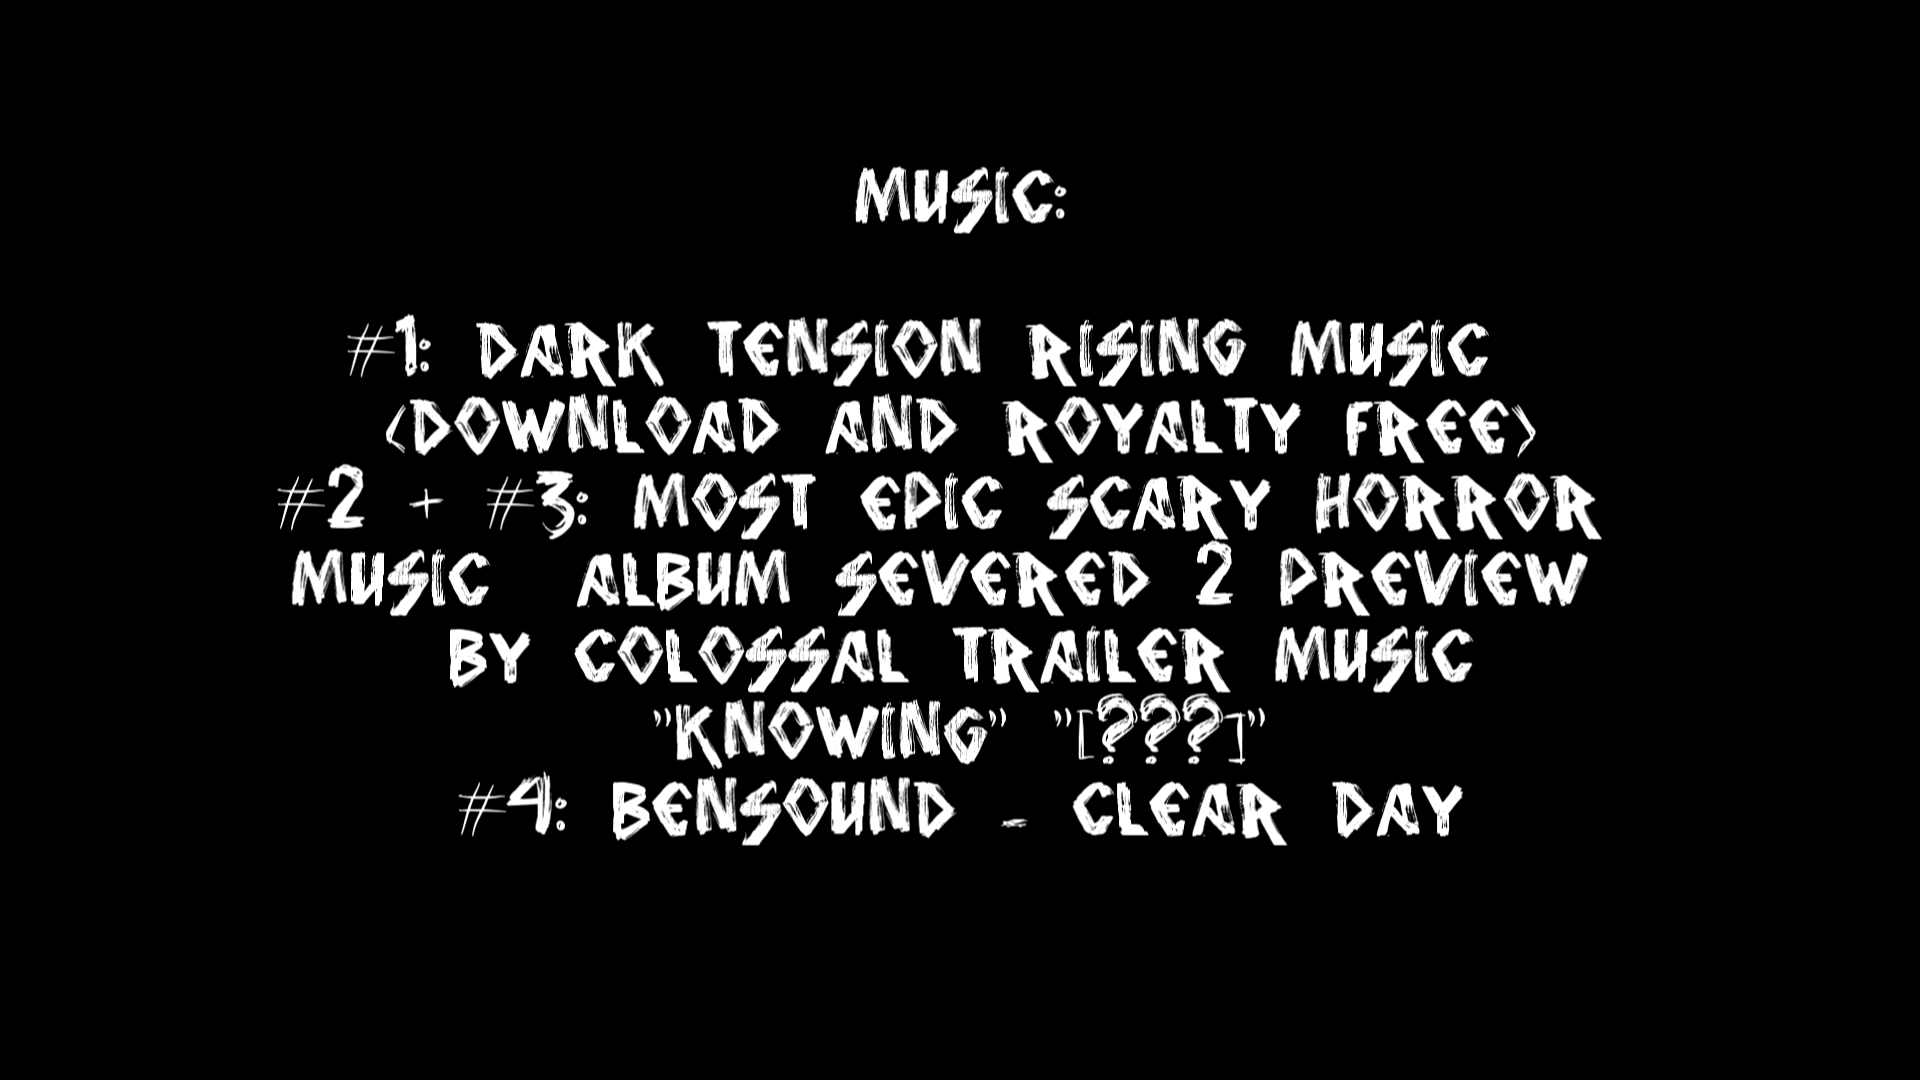 MUSIC:
#1: DARK TENSION RISING MUSIC
(DOWNLOAD AND ROYALTY FREE)
#2 + #3: MOST EPIC SCARY HORROR
MUSIC ALBUM SEVERED 2 PREVIEW
BY COLOSSAL TRAILER MUSIC
"KNOWING" "[???]"
#4: BENSOUND - CLEAR DAY